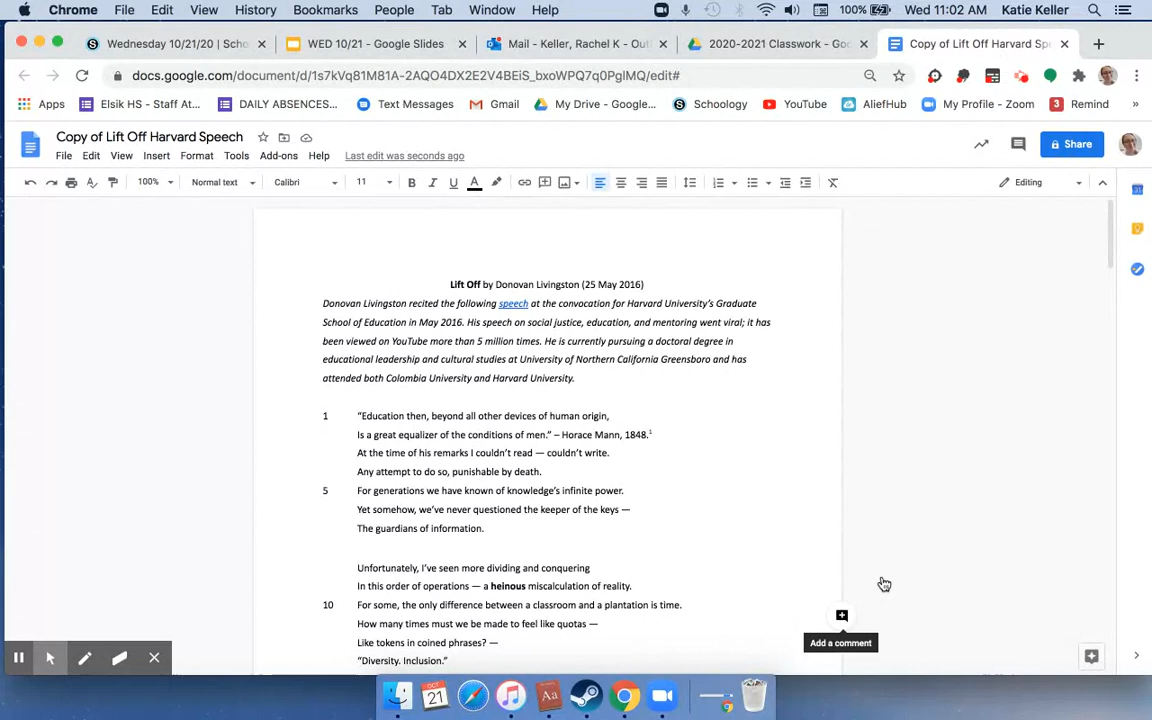 Chrome File Edit View History Bookmarks People Tab Window Help 100% Wed 11:02 AM Katie Keller
Wednesday 10/21/20 | Scho WED 10/21 - Google Slides Mail - Keller, Rachel K - Out 2020-2021 Classwork - Goo Copy of Lift Off Harvard Spe
docs.google.com/document/d/1s7kVq81M81A-2AQO4DX2E2V4BEiS_bxoWPQ7q0PglMQ/edit#
Apps Elsik HS - Staff At... DAILY ABSENCES... Text Messages Gmail My Drive - Google... Schoology YouTube AliefHub My Profile - Zoom 3 Remind »
Copy of Lift Off Harvard Speech
File Edit View Insert Format Tools Add-ons Help Last edit was seconds ago Share
100% Normal text Calibri 11 B I U A Editing
Lift Off by Donovan Livingston (25 May 2016)
Donovan Livingston recited the following speech at the convocation for Harvard University's Graduate
School of Education in May 2016. His speech on social justice, education, and mentoring went viral; it has
been viewed on YouTube more than 5 million times. He is currently pursuing a doctoral degree in
educational leadership and cultural studies at University of Northern California Greensboro and has
attended both Colombia University and Harvard University.
1 "Education then, beyond all other devices of human origin,
Is a great equalizer of the conditions of men." – Horace Mann, 1848.1
At the time of his remarks I couldn't read — couldn't write.
Any attempt to do so, punishable by death.
5 For generations we have known of knowledge's infinite power.
Yet somehow, we've never questioned the keeper of the keys —
The guardians of information.
Unfortunately, I've seen more dividing and conquering
In this order of operations — a heinous miscalculation of reality.
10 For some, the only difference between a classroom and a plantation is time.
How many times must we be made to feel like quotas —
Like tokens in coined phrases? —
"Diversity. Inclusion."
Add a comment
OCT
21
Aa